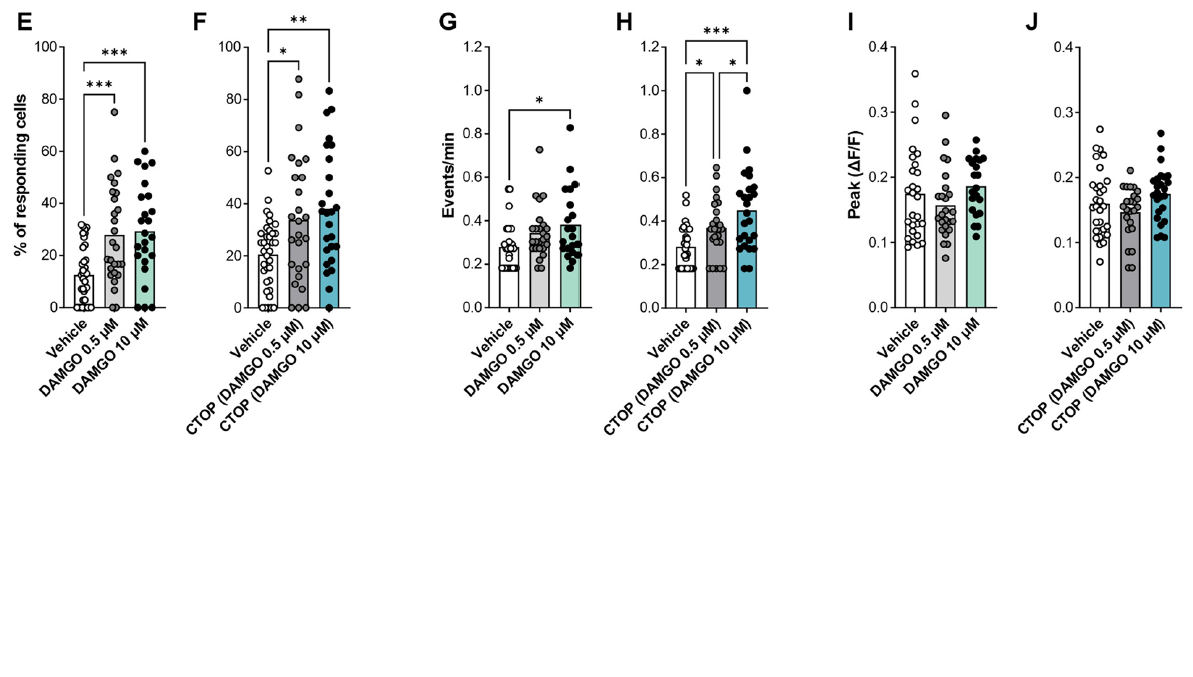 E
F
G
H
I
J
% of responding cells
100
80
60
40
20
0
***
***
Vehicle
DAMGO 0.5 µM
DAMGO 10 µM
100
80
60
40
20
0
**
*
Vehicle
CTOP (DAMGO 0.5 µM)
CTOP (DAMGO 10 µM)
Events/min
1.2
1.0
0.8
0.6
0.4
0.2
0.0
*
Vehicle
DAMGO 0.5 µM
DAMGO 10 µM
1.2
1.0
0.8
0.6
0.4
0.2
0.0
***
* *
Vehicle
CTOP (DAMGO 0.5 µM)
CTOP (DAMGO 10 µM)
Peak (ΔF/F)
0.4
0.3
0.2
0.1
0.0
Vehicle
DAMGO 0.5 µM
DAMGO 10 µM
0.4
0.3
0.2
0.1
0.0
Vehicle
CTOP (DAMGO 0.5 µM)
CTOP (DAMGO 10 µM)